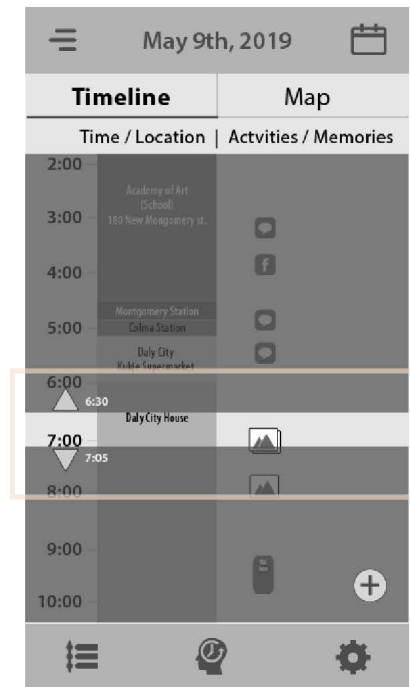 May 9th, 2019
Timeline
Map
Time / Location | Actvities / Memories
2:00
Academy of Art
(School)
180 New Mongomery st.
3:00
4:00
Montgomery Station
5:00
Colma Station
Daly City
Kukje Supermarket
6:00
6:30
Daly City House
7:00
7:05
8:00
9:00
10:00